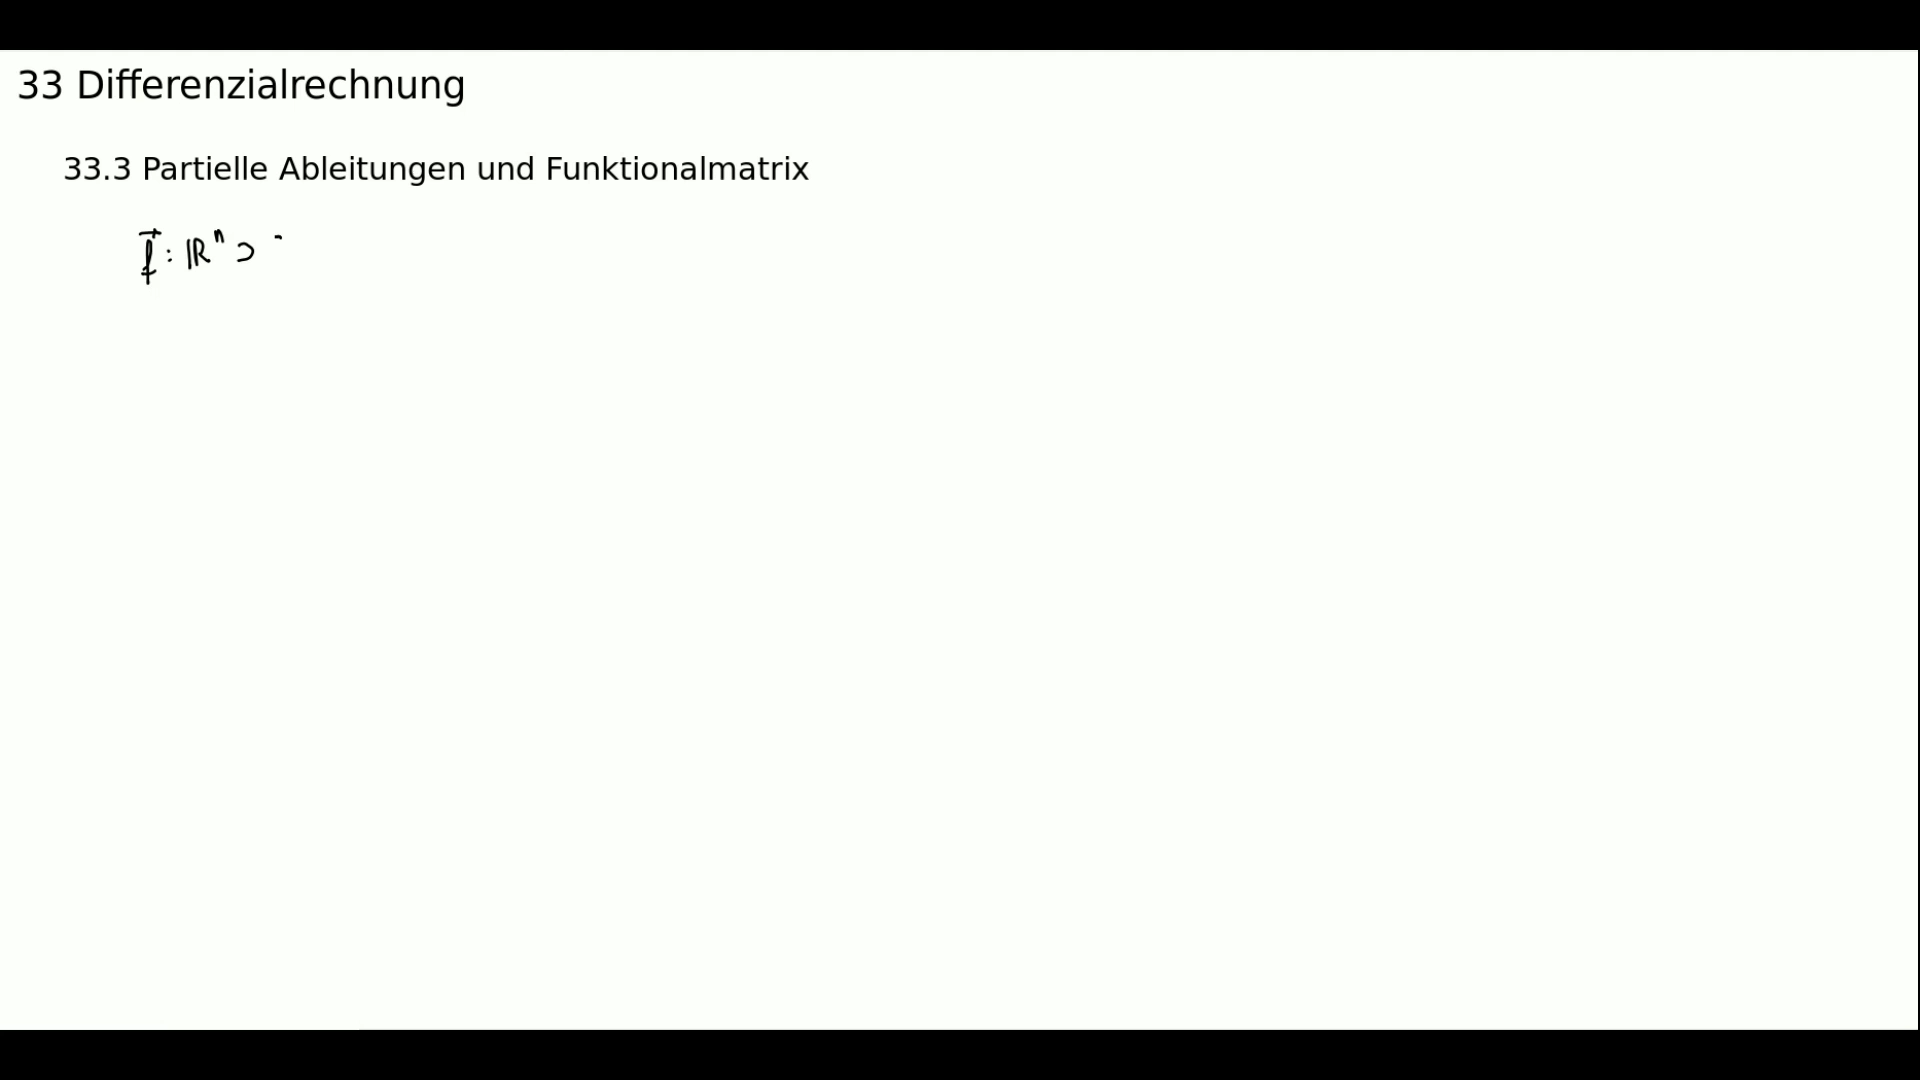 33 Differenzialrechnung
33.3 Partielle Ableitungen und Funktionalmatrix
f⃗ : ℝⁿ ⊃